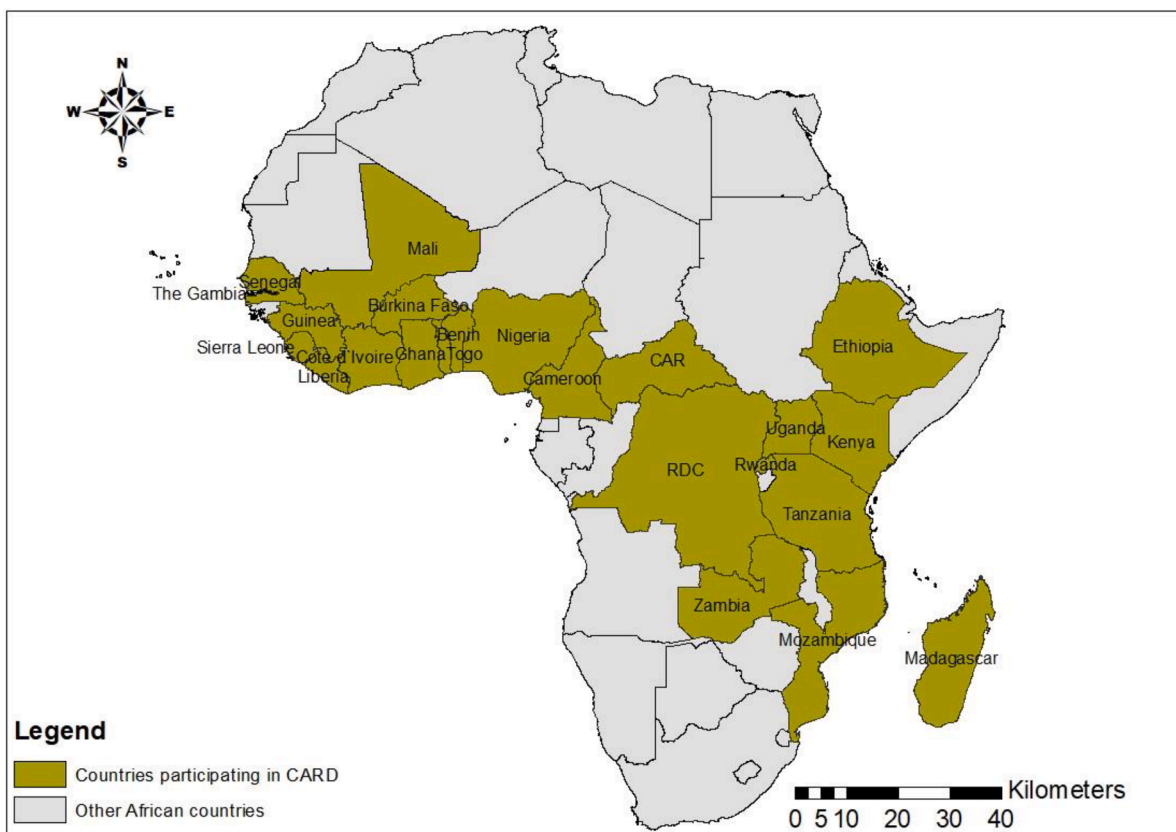 N
W E
S
Mali
Senegal
The Gambia
Burkina Faso
Guinea
Benin
Nigeria
Sierra Leone
Cote d'Ivoire
Ghana
Togo
CAR
Ethiopia
Liberia
Cameroon
Uganda
Kenya
RDC
Rwanda
Tanzania
Zambia
Mozambique
Madagascar
Legend
Countries participating in CARD
Other African countries
Kilometers
0 5 10 20 30 40